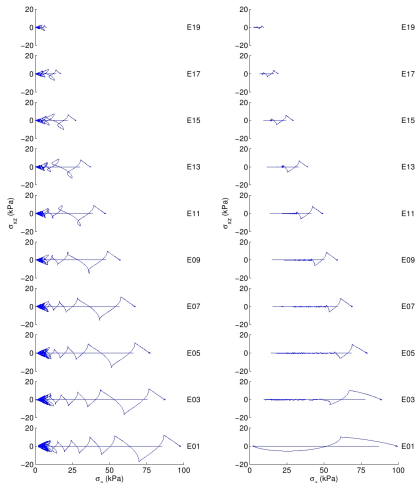 20 0 −20 E19 20 0 −20 E19
20 0 −20 E17 20 0 −20 E17
20 0 −20 E15 20 0 −20 E15
20 0 −20 E13 20 0 −20 E13
σxz (kPa) 20 0 −20 E11 σxz (kPa) 20 0 −20 E11
20 0 −20 E09 20 0 −20 E09
20 0 −20 E07 20 0 −20 E07
20 0 −20 E05 20 0 −20 E05
20 0 −20 E03 20 0 −20 E03
20 0 −20 E01 20 0 −20 E01
0 25 50 75 100 0 25 50 75 100
(kPa) (kPa)